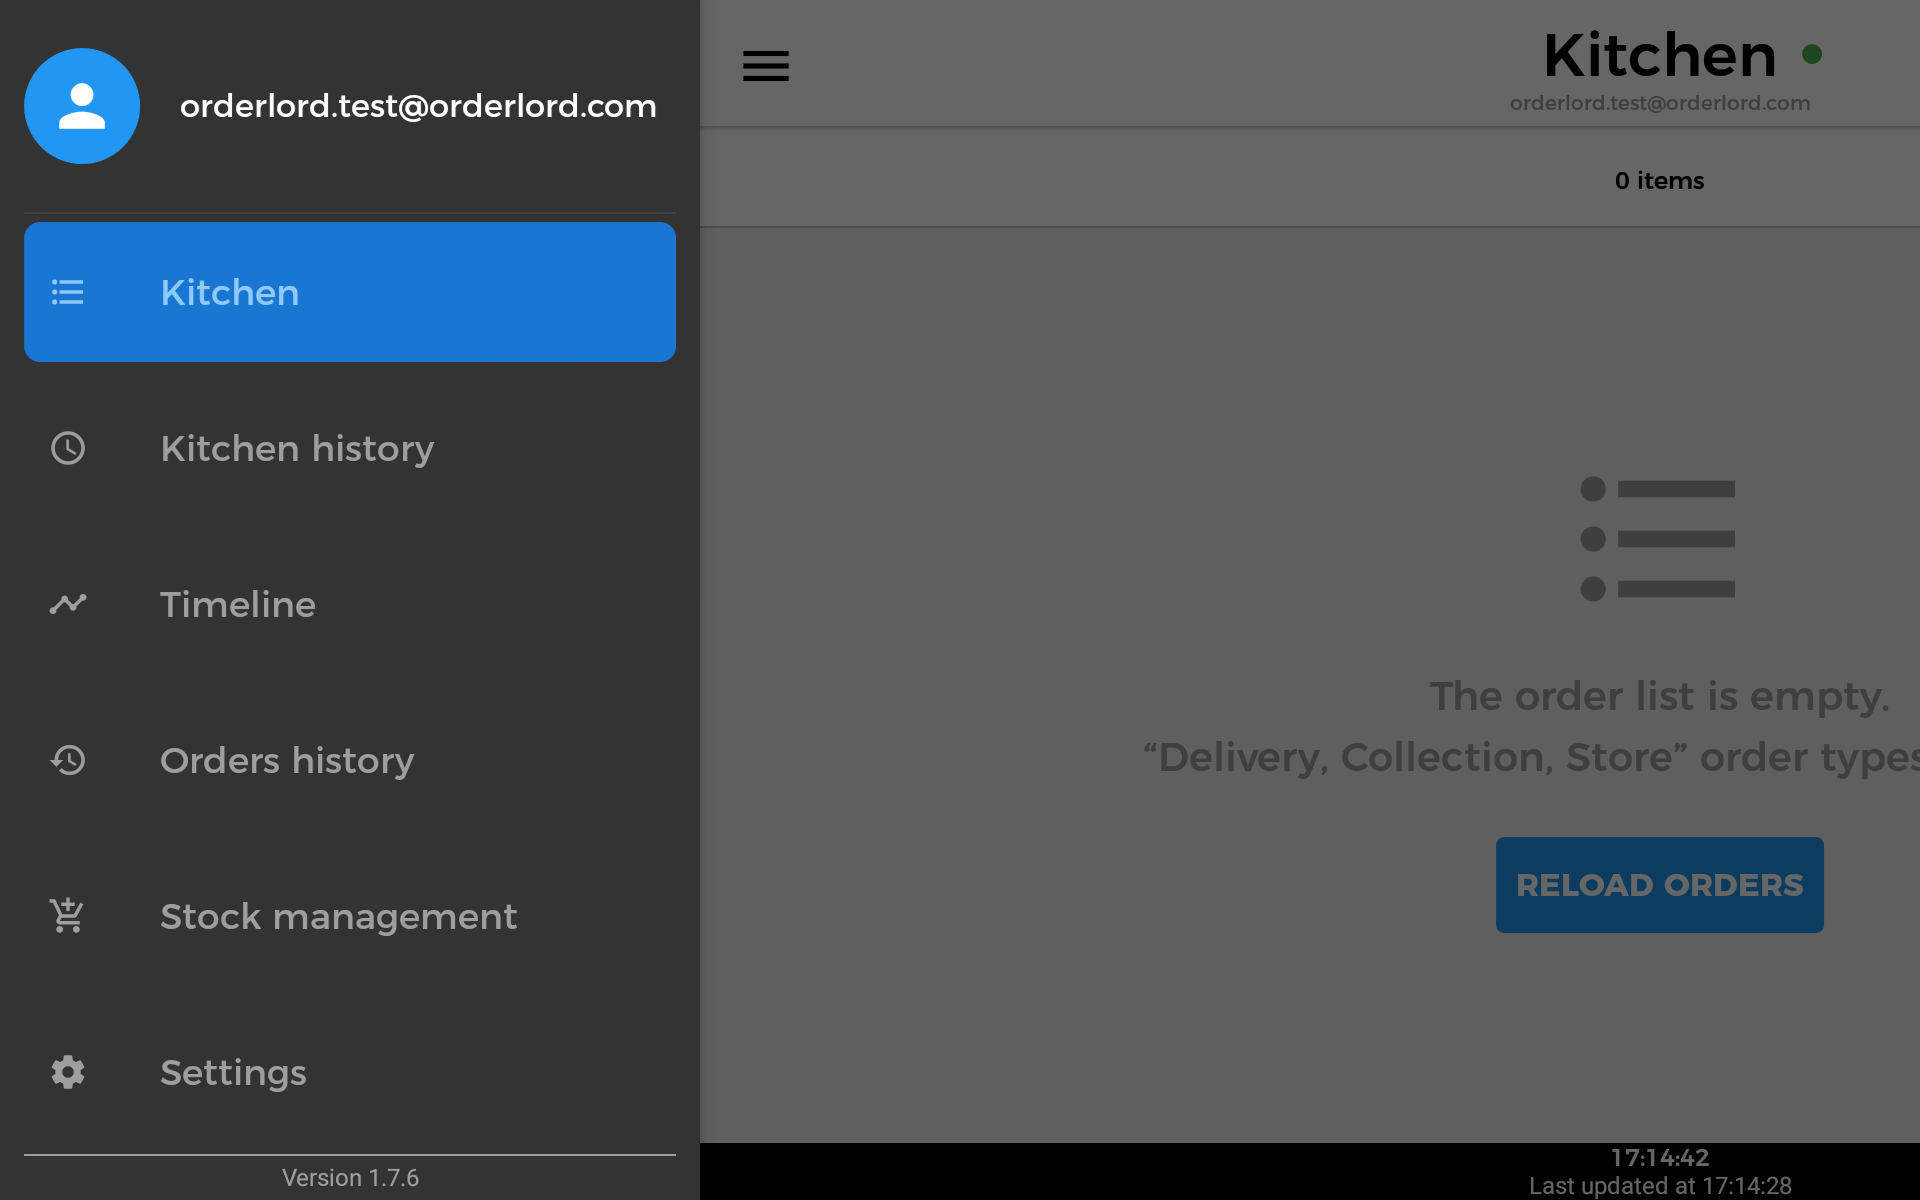 orderlord.test@orderlord.com
Kitchen
Kitchen history
Timeline
Orders history
Stock management
Settings
Version 1.7.6
Kitchen
orderlord.test@orderlord.com
0 items
The order list is empty.
“Delivery, Collection, Store” order types
RELOAD ORDERS
17:14:42
Last updated at 17:14:28